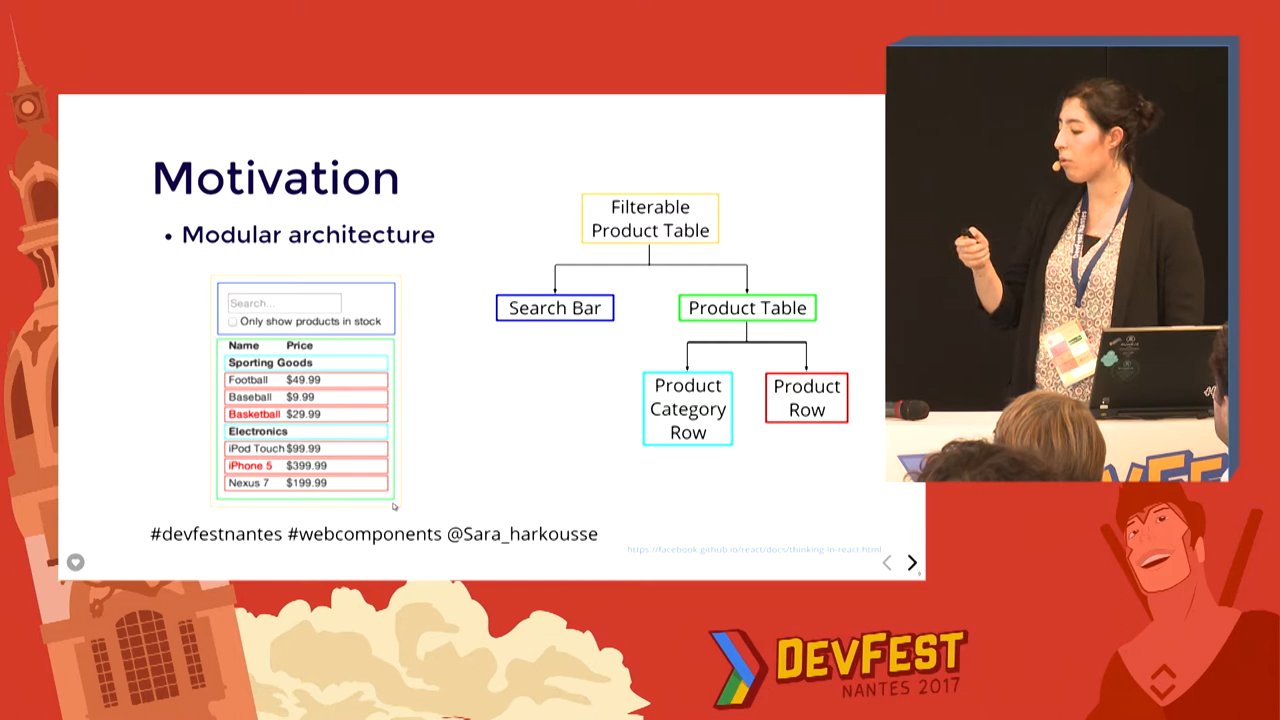 Motivation
• Modular architecture
Search...
Only show products in stock
Name Price
Sporting Goods
Football $49.99
Baseball $9.99
Basketball $29.99
Electronics
iPod Touch $99.99
iPhone 5 $399.99
Nexus 7 $199.99
Filterable
Product Table
Search Bar
Product Table
Product
Category
Row
Product
Row
#devfestnantes #webcomponents @Sara_harkousse
https://facebook.github.io/react/docs/thinking-in-react.html
DEVFEST
NANTES 2017